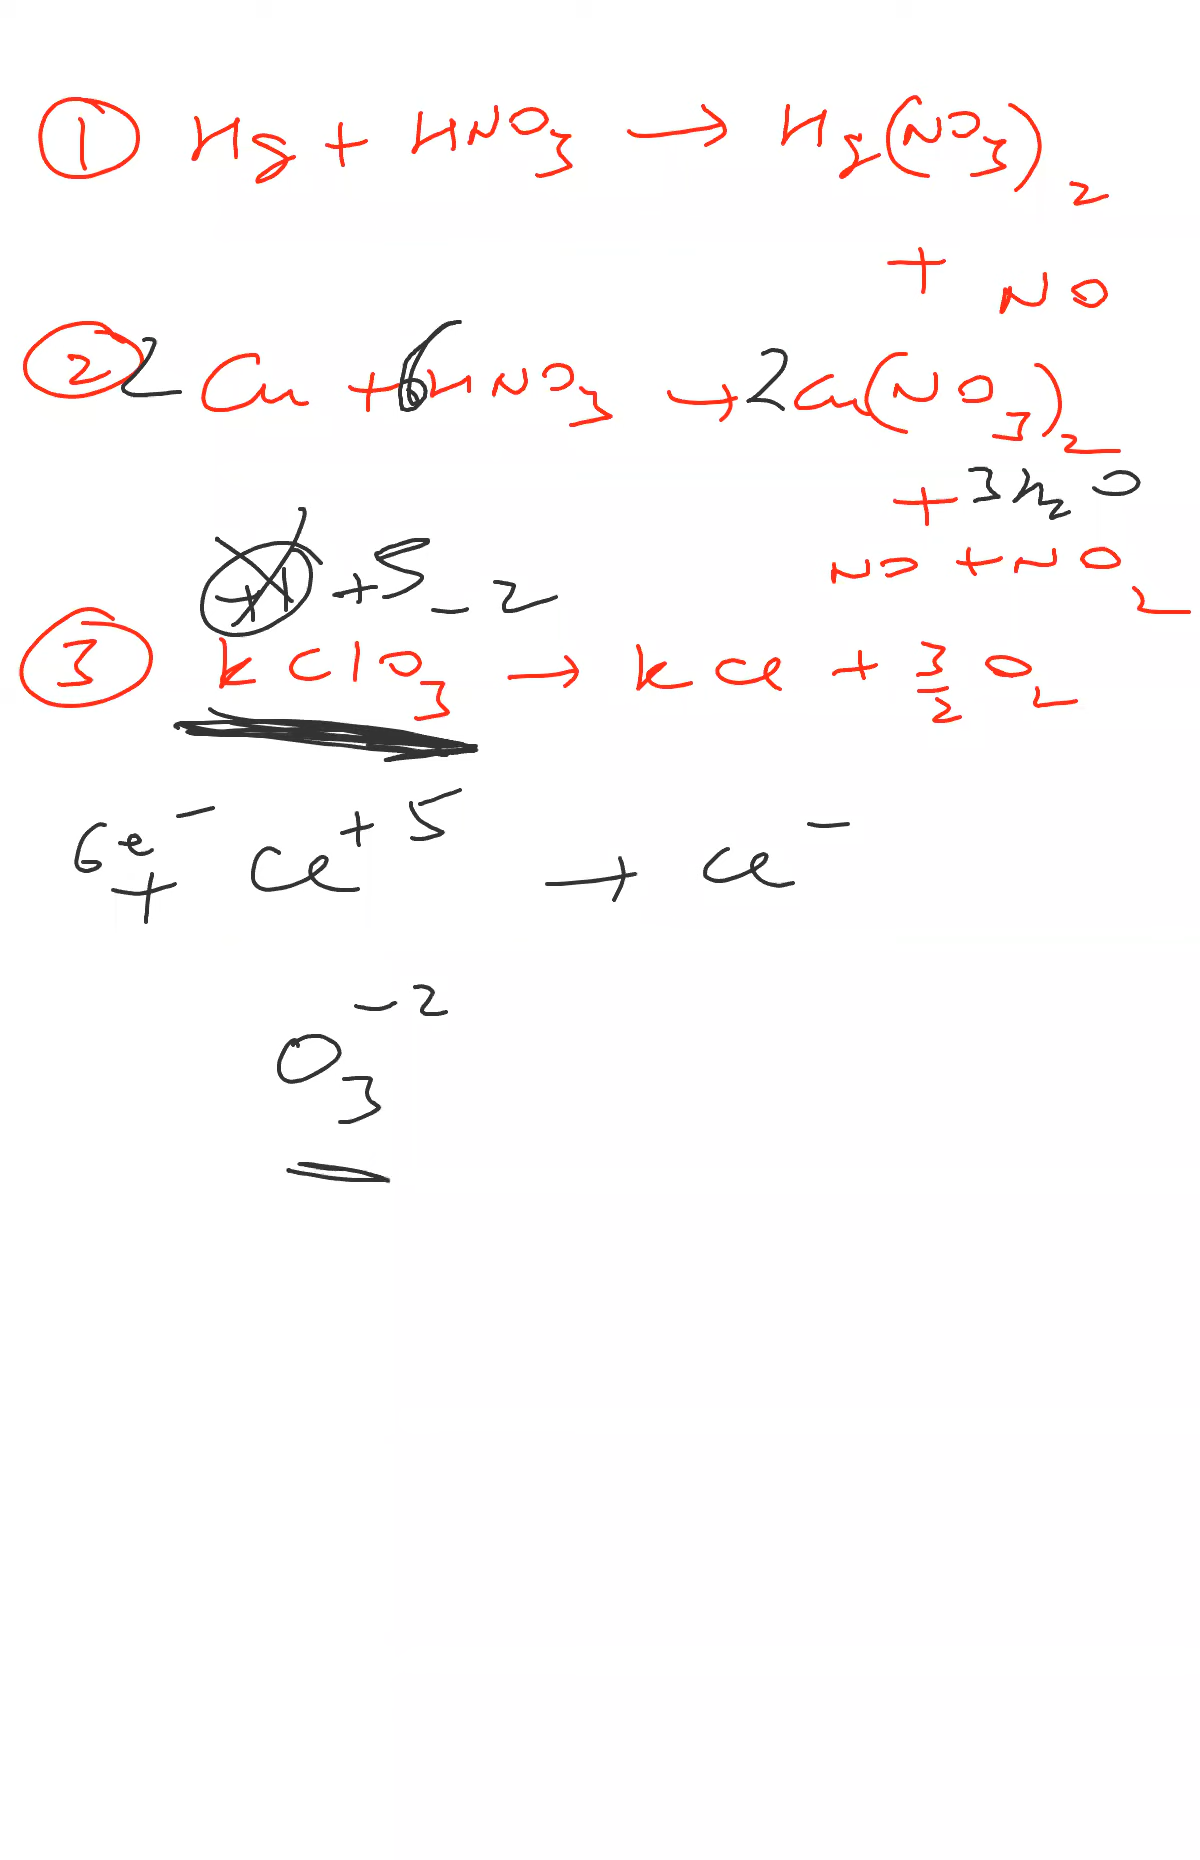 ① Hg + HNO3 → Hg(NO3)2
+ NO
② 2 Cu + 6HNO3 → 2Cu(NO3)2
+ 3H2O
NO + NO2
+1 +5 -2
③ KClO3 → KCl + 3/2 O2
6e⁻ + Cl⁺⁵ → Cl⁻
O3⁻²